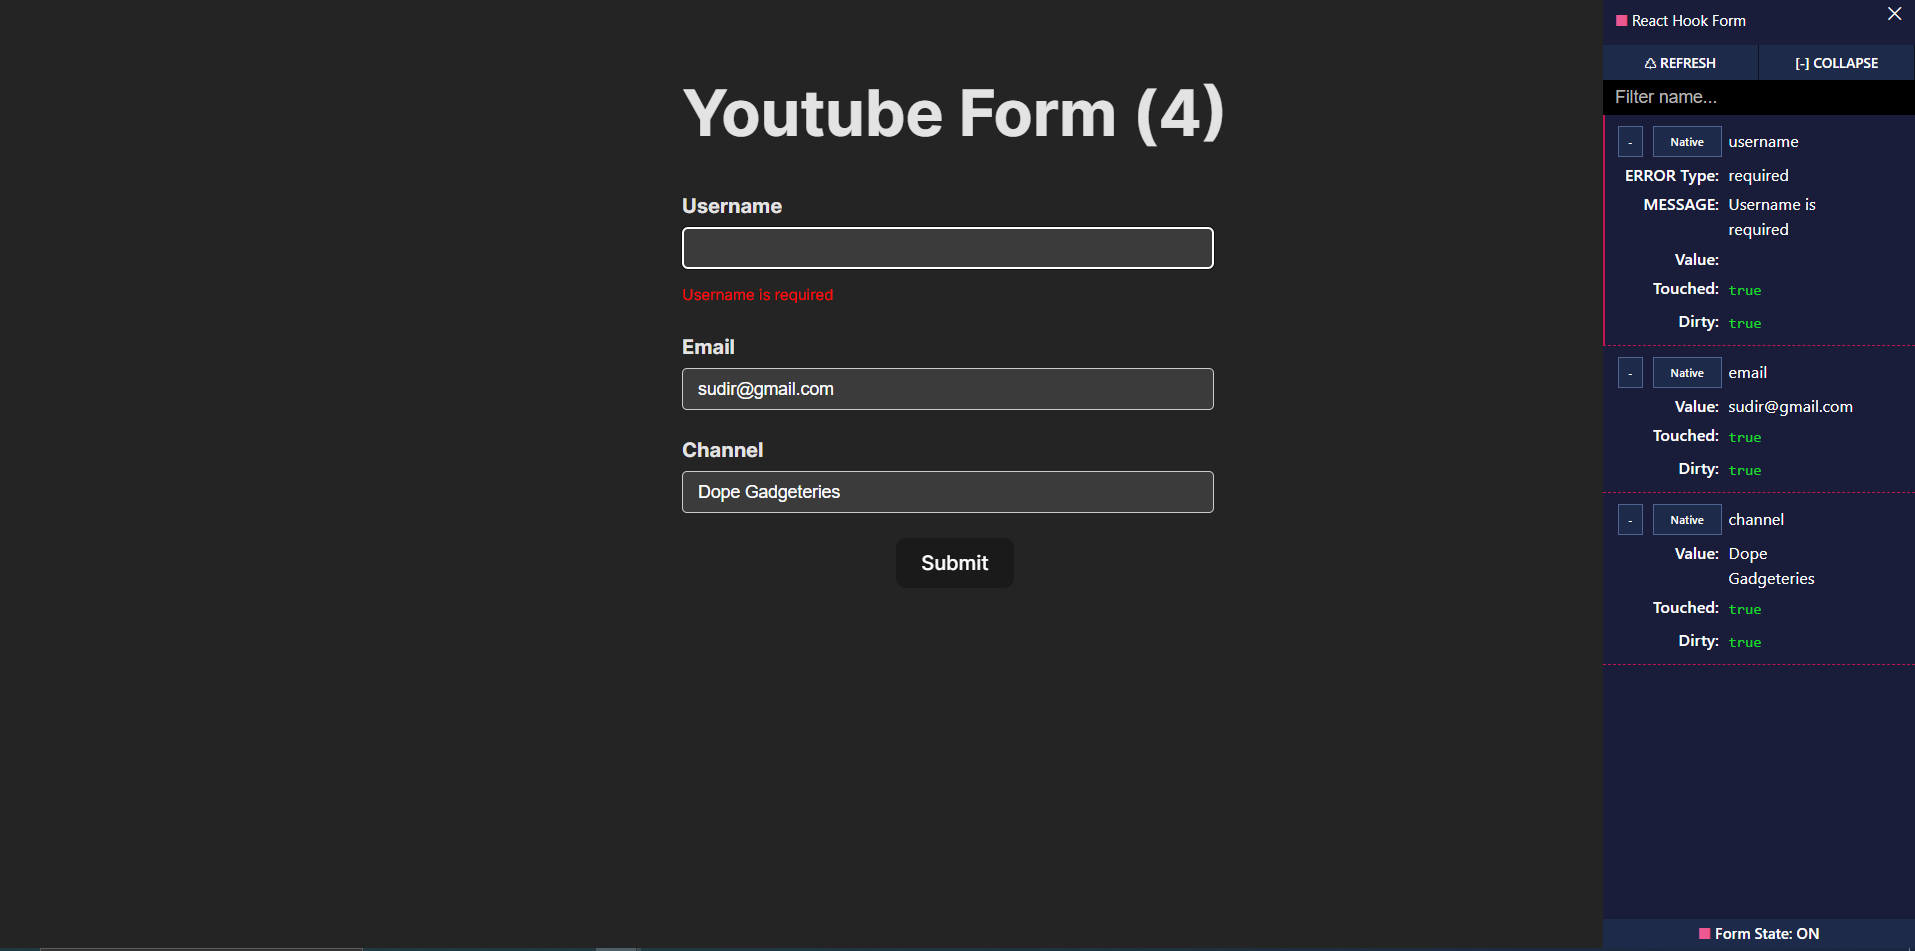 Youtube Form (4)
Username
Username is required
Email
sudir@gmail.com
Channel
Dope Gadgeteries
Submit
React Hook Form
REFRESH
[-] COLLAPSE
Filter name...
- Native username
ERROR Type: required
MESSAGE: Username is
required
Value:
Touched: true
Dirty: true
- Native email
Value: sudir@gmail.com
Touched: true
Dirty: true
- Native channel
Value: Dope
Gadgeteries
Touched: true
Dirty: true
Form State: ON